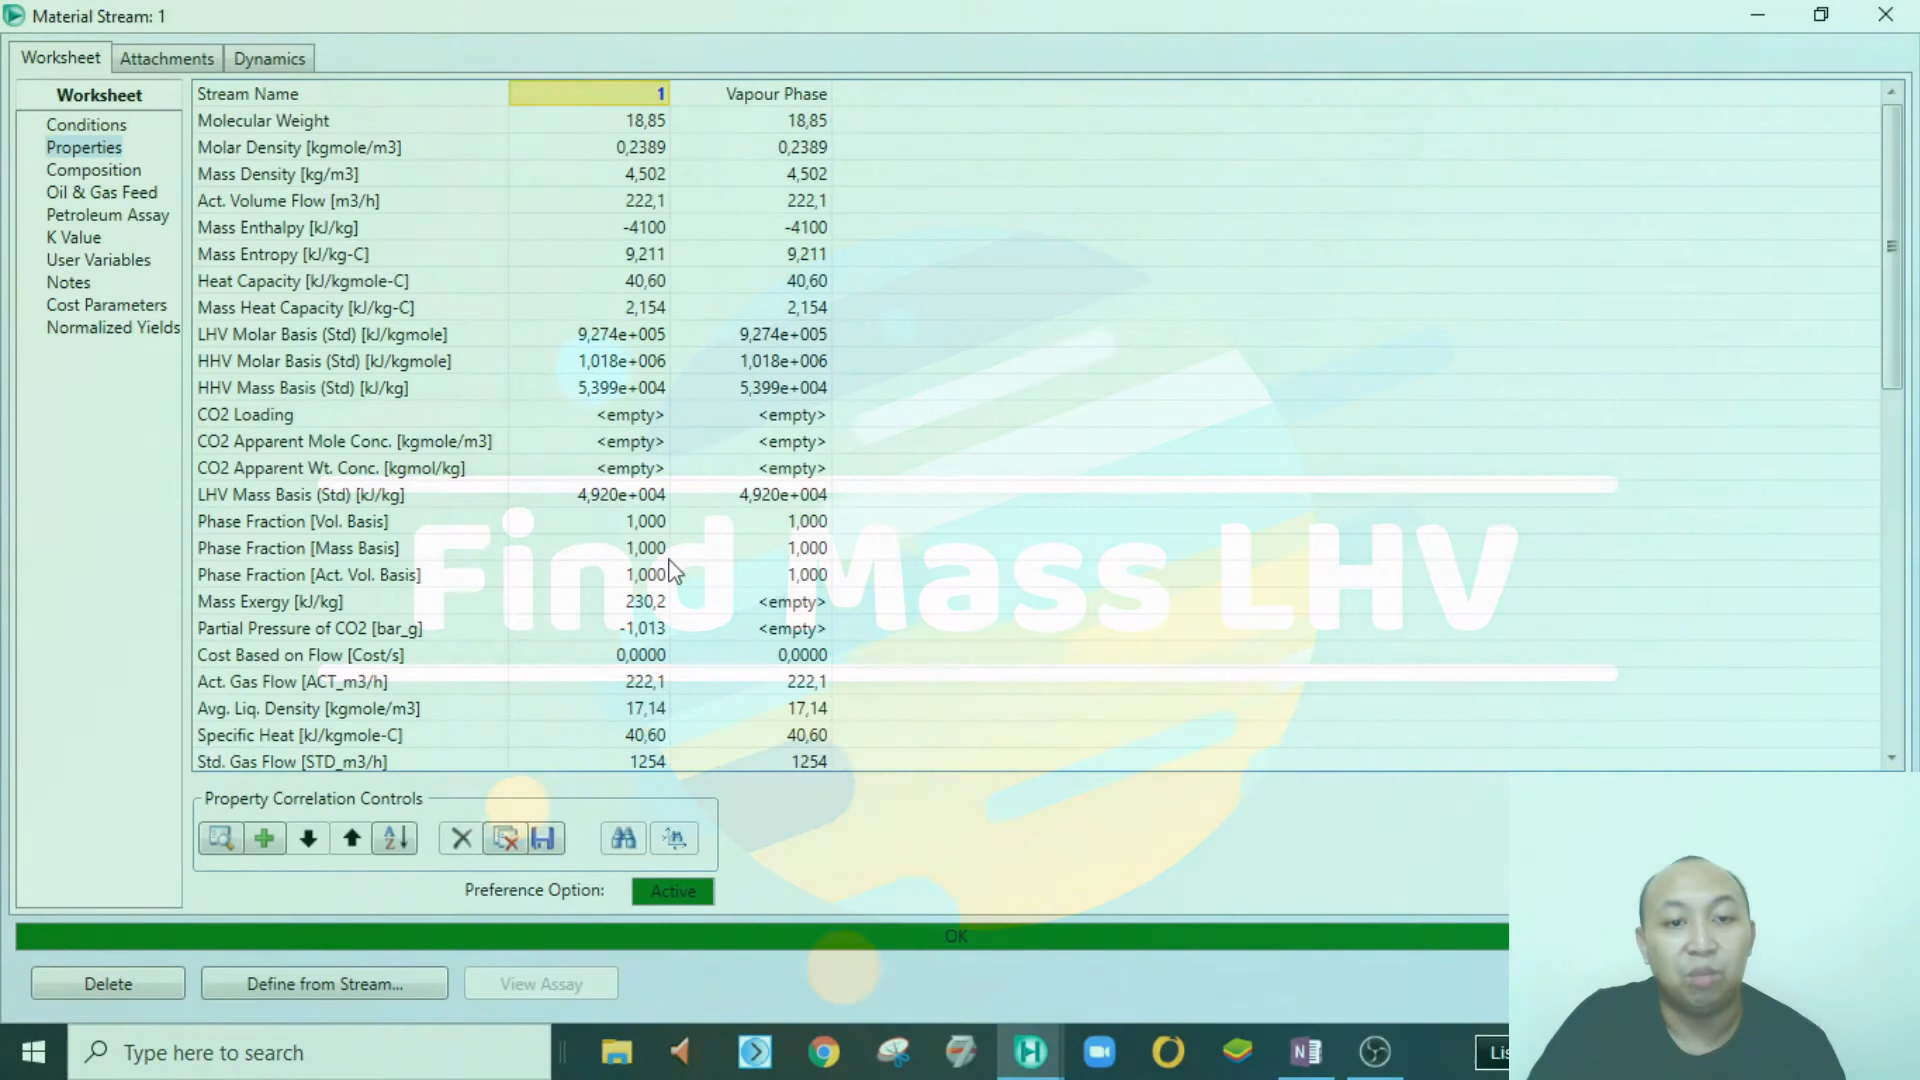 Material Stream: 1
Worksheet Attachments Dynamics
Worksheet
Conditions
Properties
Composition
Oil & Gas Feed
Petroleum Assay
K Value
User Variables
Notes
Cost Parameters
Normalized Yields
Stream Name 1 Vapour Phase
Molecular Weight 18,85 18,85
Molar Density [kgmole/m3] 0,2389 0,2389
Mass Density [kg/m3] 4,502 4,502
Act. Volume Flow [m3/h] 222,1 222,1
Mass Enthalpy [kJ/kg] -4100 -4100
Mass Entropy [kJ/kg-C] 9,211 9,211
Heat Capacity [kJ/kgmole-C] 40,60 40,60
Mass Heat Capacity [kJ/kg-C] 2,154 2,154
LHV Molar Basis (Std) [kJ/kgmole] 9,274e+005 9,274e+005
HHV Molar Basis (Std) [kJ/kgmole] 1,018e+006 1,018e+006
HHV Mass Basis (Std) [kJ/kg] 5,399e+004 5,399e+004
CO2 Loading <empty> <empty>
CO2 Apparent Mole Conc. [kgmole/m3] <empty> <empty>
CO2 Apparent Wt. Conc. [kgmol/kg] <empty> <empty>
LHV Mass Basis (Std) [kJ/kg] 4,920e+004 4,920e+004
Phase Fraction [Vol. Basis] 1,000 1,000
Phase Fraction [Mass Basis] 1,000 1,000
Phase Fraction [Act. Vol. Basis] 1,000 1,000
Mass Exergy [kJ/kg] 230,2 <empty>
Partial Pressure of CO2 [bar_g] -1,013 <empty>
Cost Based on Flow [Cost/s] 0,0000 0,0000
Act. Gas Flow [ACT_m3/h] 222,1 222,1
Avg. Liq. Density [kgmole/m3] 17,14 17,14
Specific Heat [kJ/kgmole-C] 40,60 40,60
Std. Gas Flow [STD_m3/h] 1254 1254
Find Mass LHV
Property Correlation Controls
Preference Option: Active
OK
Delete Define from Stream... View Assay
Type here to search